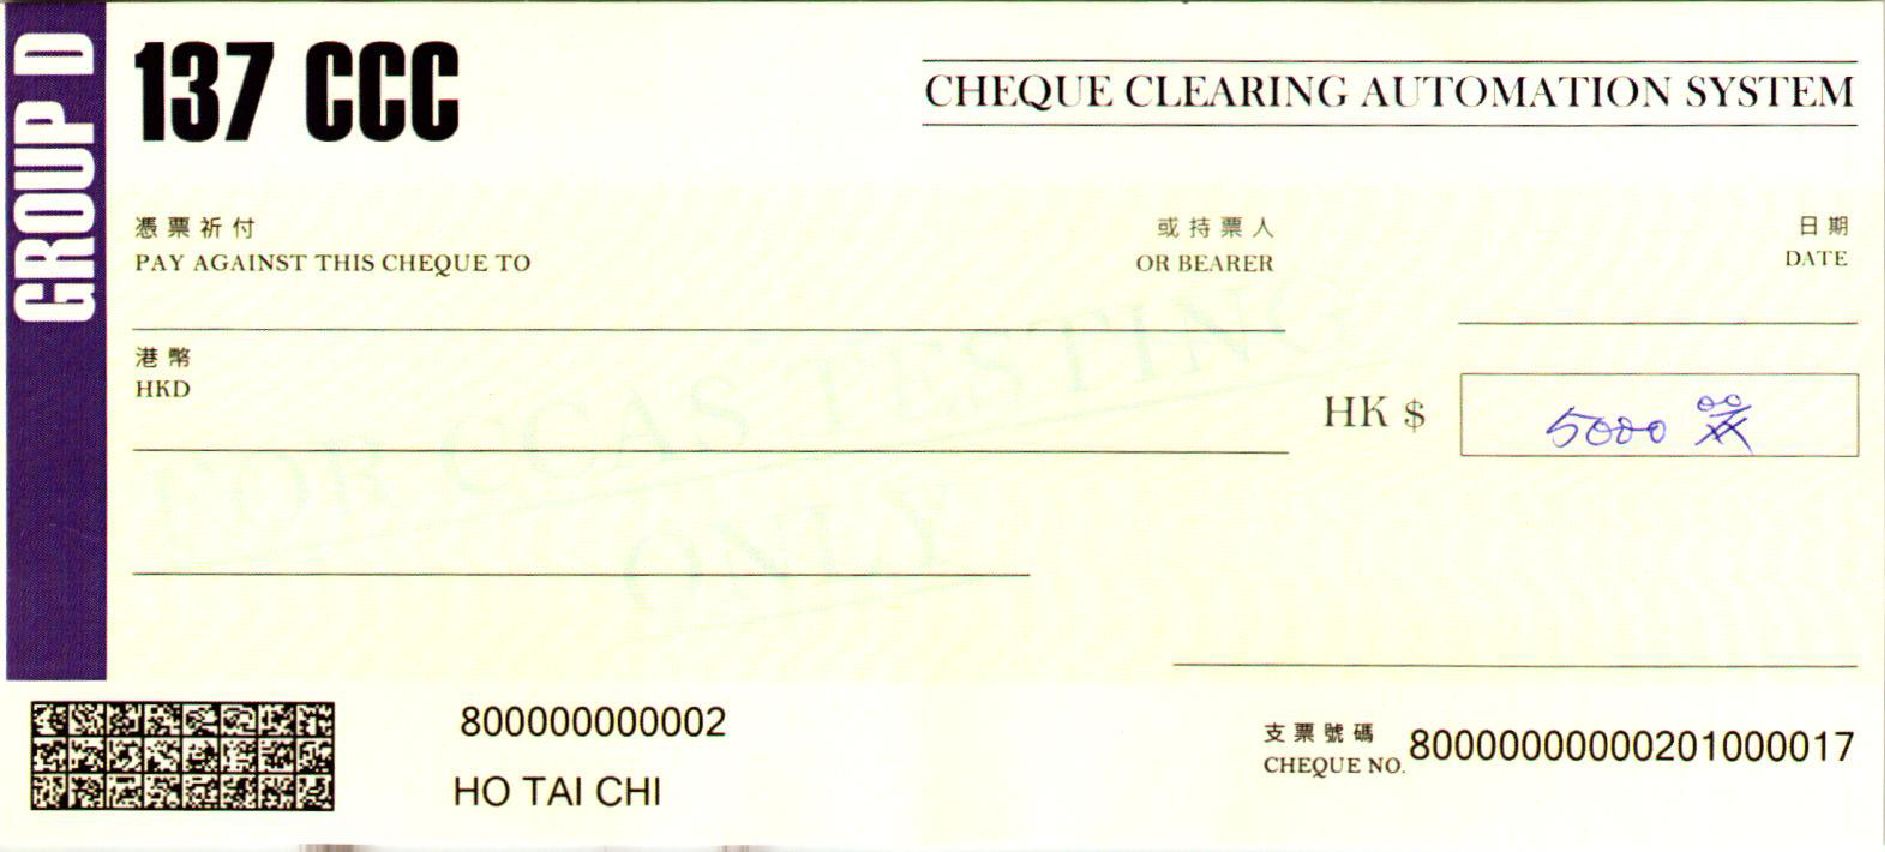 GROUP D
137 CCC
CHEQUE CLEARING AUTOMATION SYSTEM
憑票祈付 或持票人 日期
PAY AGAINST THIS CHEQUE TO OR BEARER DATE
港幣
HKD
HK $ 5000
FOR CCAS TESTING
ONLY
800000000002
HO TAI CHI
支票號碼
CHEQUE NO. 80000000000201000017